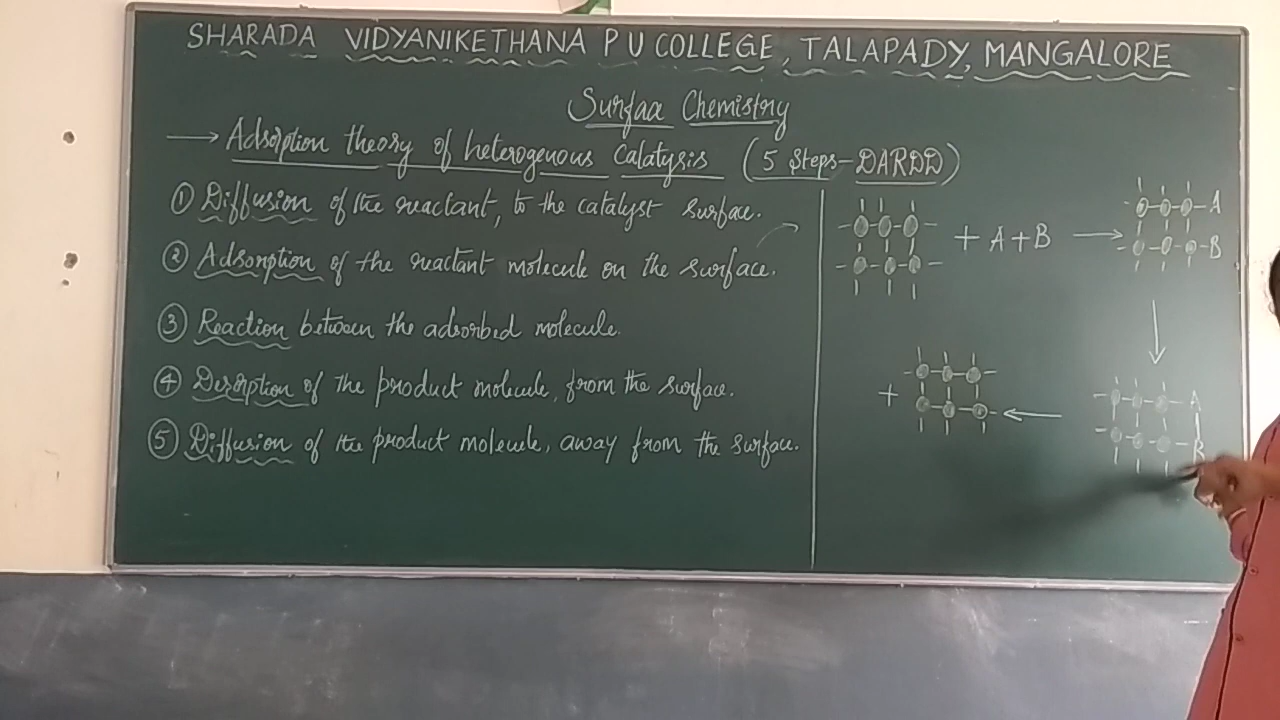 SHARADA VIDYANIKETHANA P U COLLEGE, TALAPADY, MANGALORE
Surface Chemistry
→ Adsorption theory of heterogenous Catalysis (5 Steps-DARDD)
① Diffusion of the reactant, to the catalyst surface.
② Adsorption of the reactant molecule on the surface.
③ Reaction between the adsorbed molecule.
④ Desorption of the product molecule, from the surface.
⑤ Diffusion of the product molecule, away from the surface.
+ A+B →
A
B
A
B
+